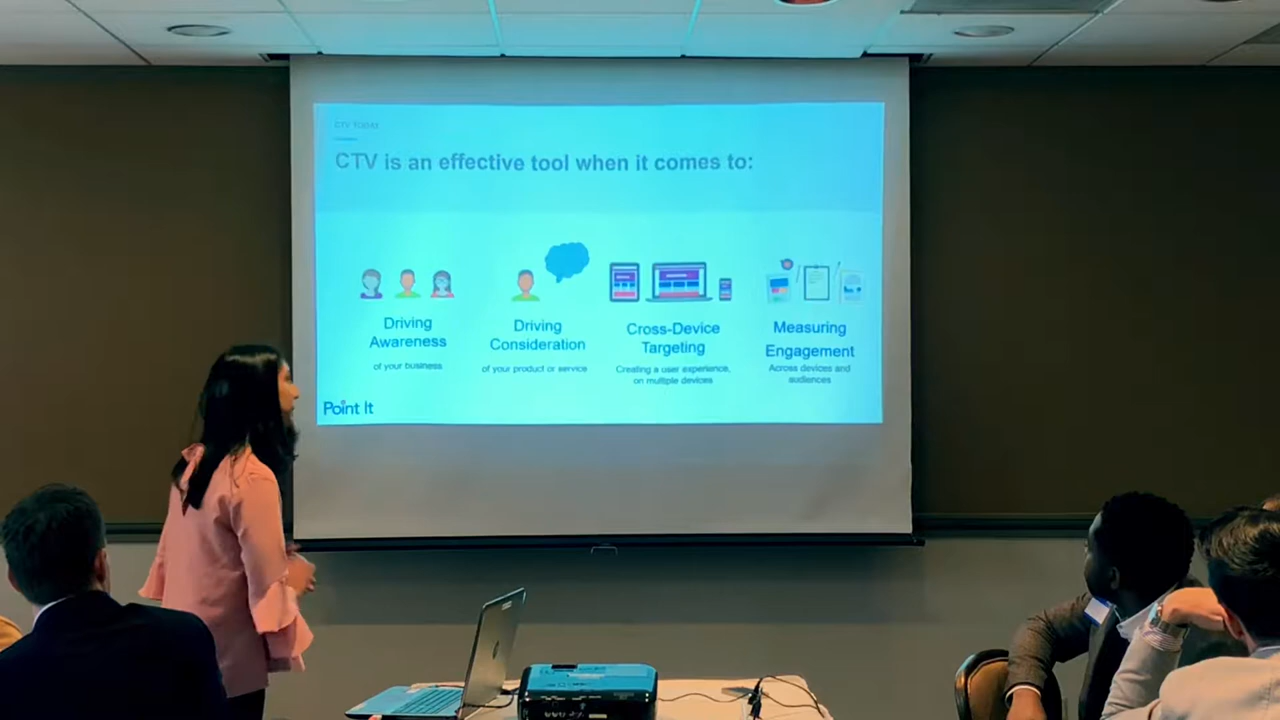 CTV TODAY
CTV is an effective tool when it comes to:
Driving
Awareness
of your business
Driving
Consideration
of your product or service
Cross-Device
Targeting
Creating a user experience,
on multiple devices
Measuring
Engagement
Across devices and
audiences
Point It